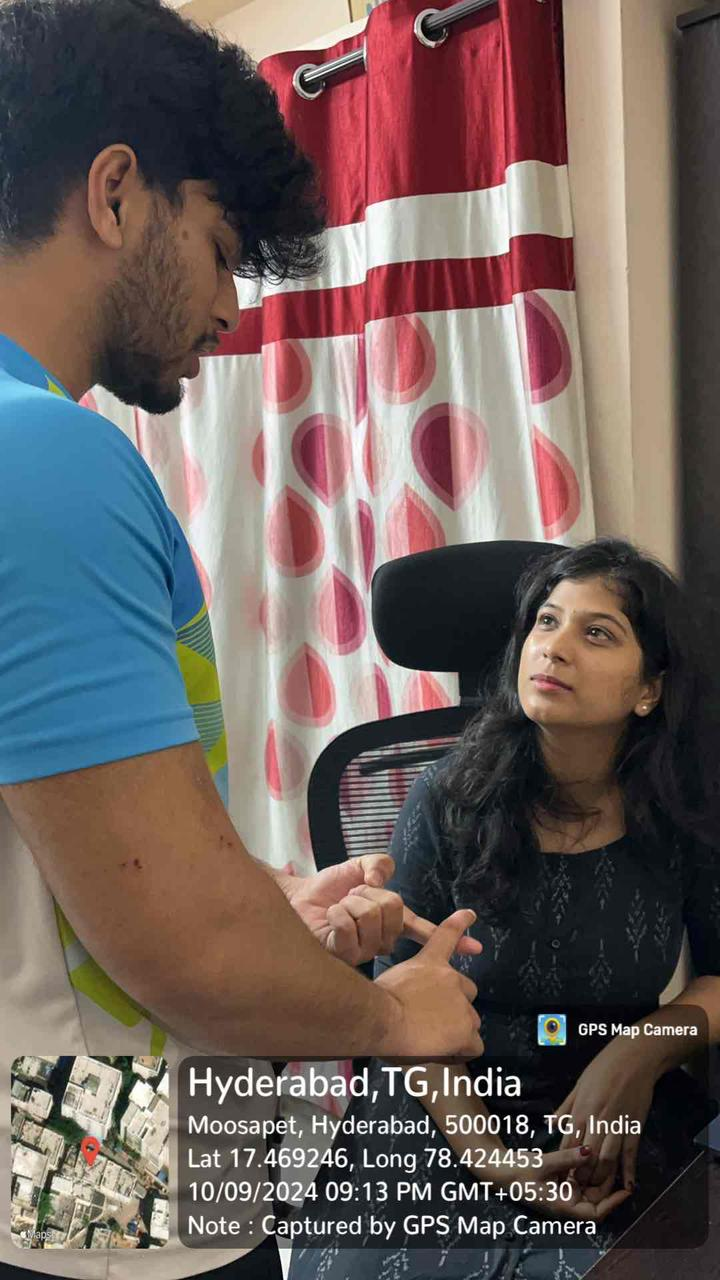 GPS Map Camera
Hyderabad,TG,India
Moosapet, Hyderabad, 500018, TG, India
Lat 17.469246, Long 78.424453
10/09/2024 09:13 PM GMT+05:30
Note : Captured by GPS Map Camera
Maps